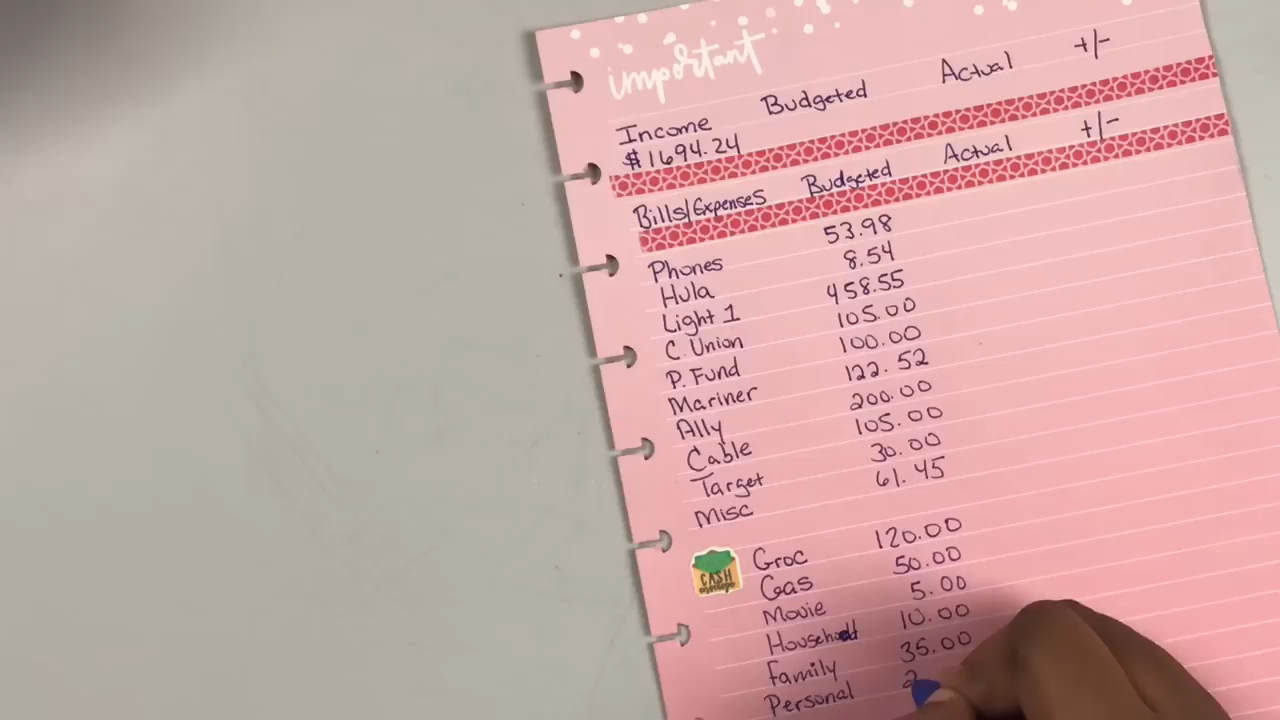 important
Income Budgeted Actual +/-
$1694.24
Bills/Expenses Budgeted Actual +/-
Phones 53.98
Hula 8.54
Light 1 458.55
C. Union 105.00
P. Fund 100.00
Mariner 122.52
Ally 200.00
Cable 105.00
Target 30.00
Misc 61.45
CASH envelope Groc 120.00
Gas 50.00
Movie 5.00
Household 10.00
Family 35.00
Personal 2